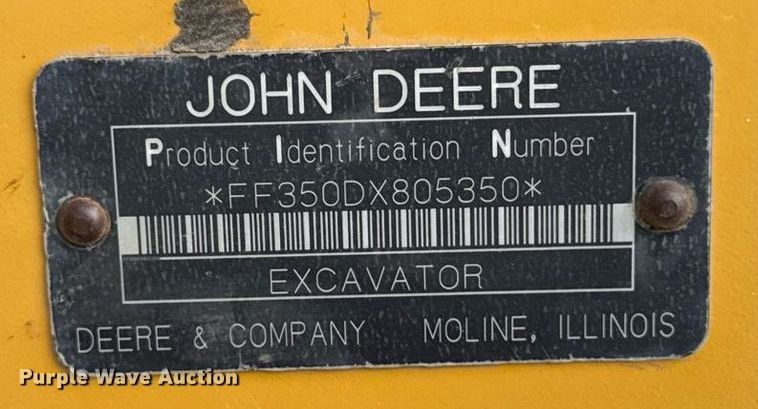 JOHN DEERE
Product Identification Number
*FF350DX805350*
EXCAVATOR
DEERE & COMPANY MOLINE, ILLINOIS
Purple Wave Auction